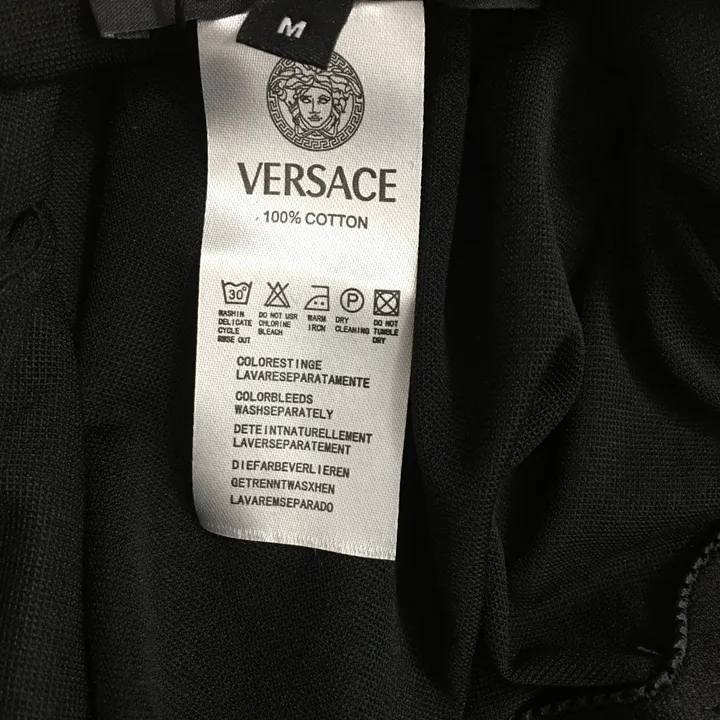 M
VERSACE
100% COTTON
30°
P
WASHIN DO NOT USR WARM DRY DO NOT
DELICATE CHLORINE IRCN CLEANING TUMBLE
CYCLE BLEACH DRY
RINSE OUT
COLORESTINGE
LAVARESEPARATAMENTE
COLORBLEEDS
WASHSEPARATELY
DETEINTNATURELLEMENT
LAVERSEPARATEMENT
DIEFARBEVERLIEREN
GETRENNTWASXHEN
LAVAREMSEPARADO